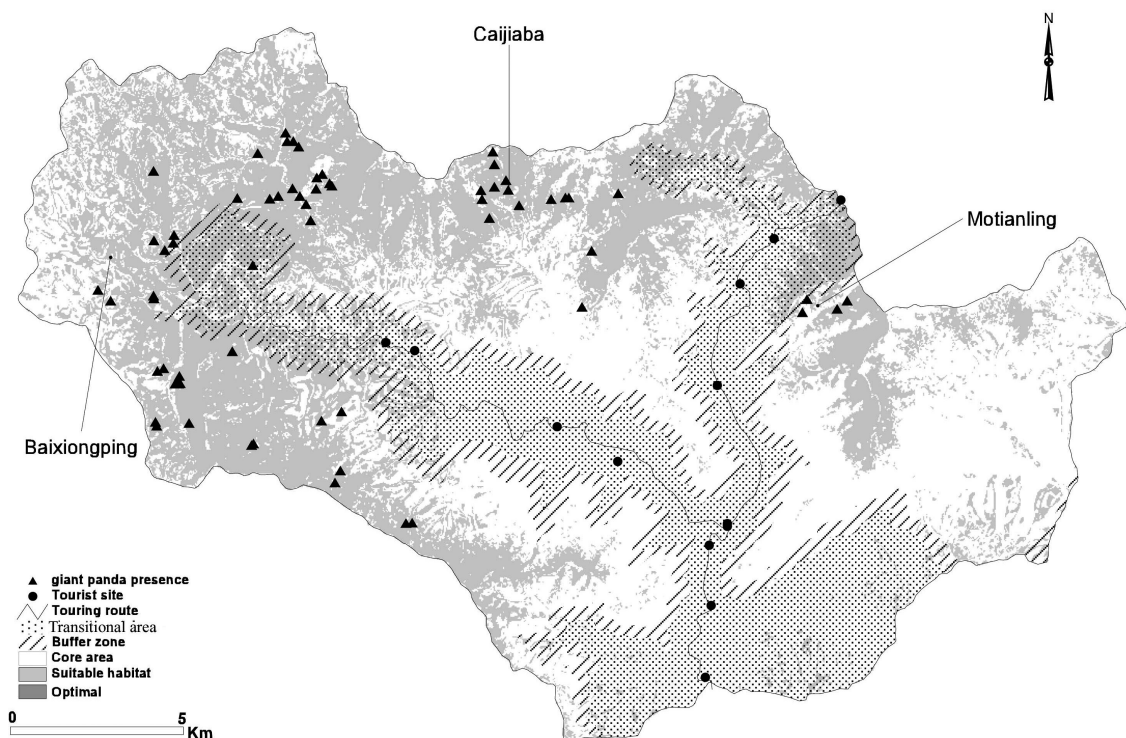 Caijiaba
N
Motianling
Baixiongping
giant panda presence
Tourist site
Touring route
Transitional area
Buffer zone
Core area
Suitable habitat
Optimal
0 5
Km